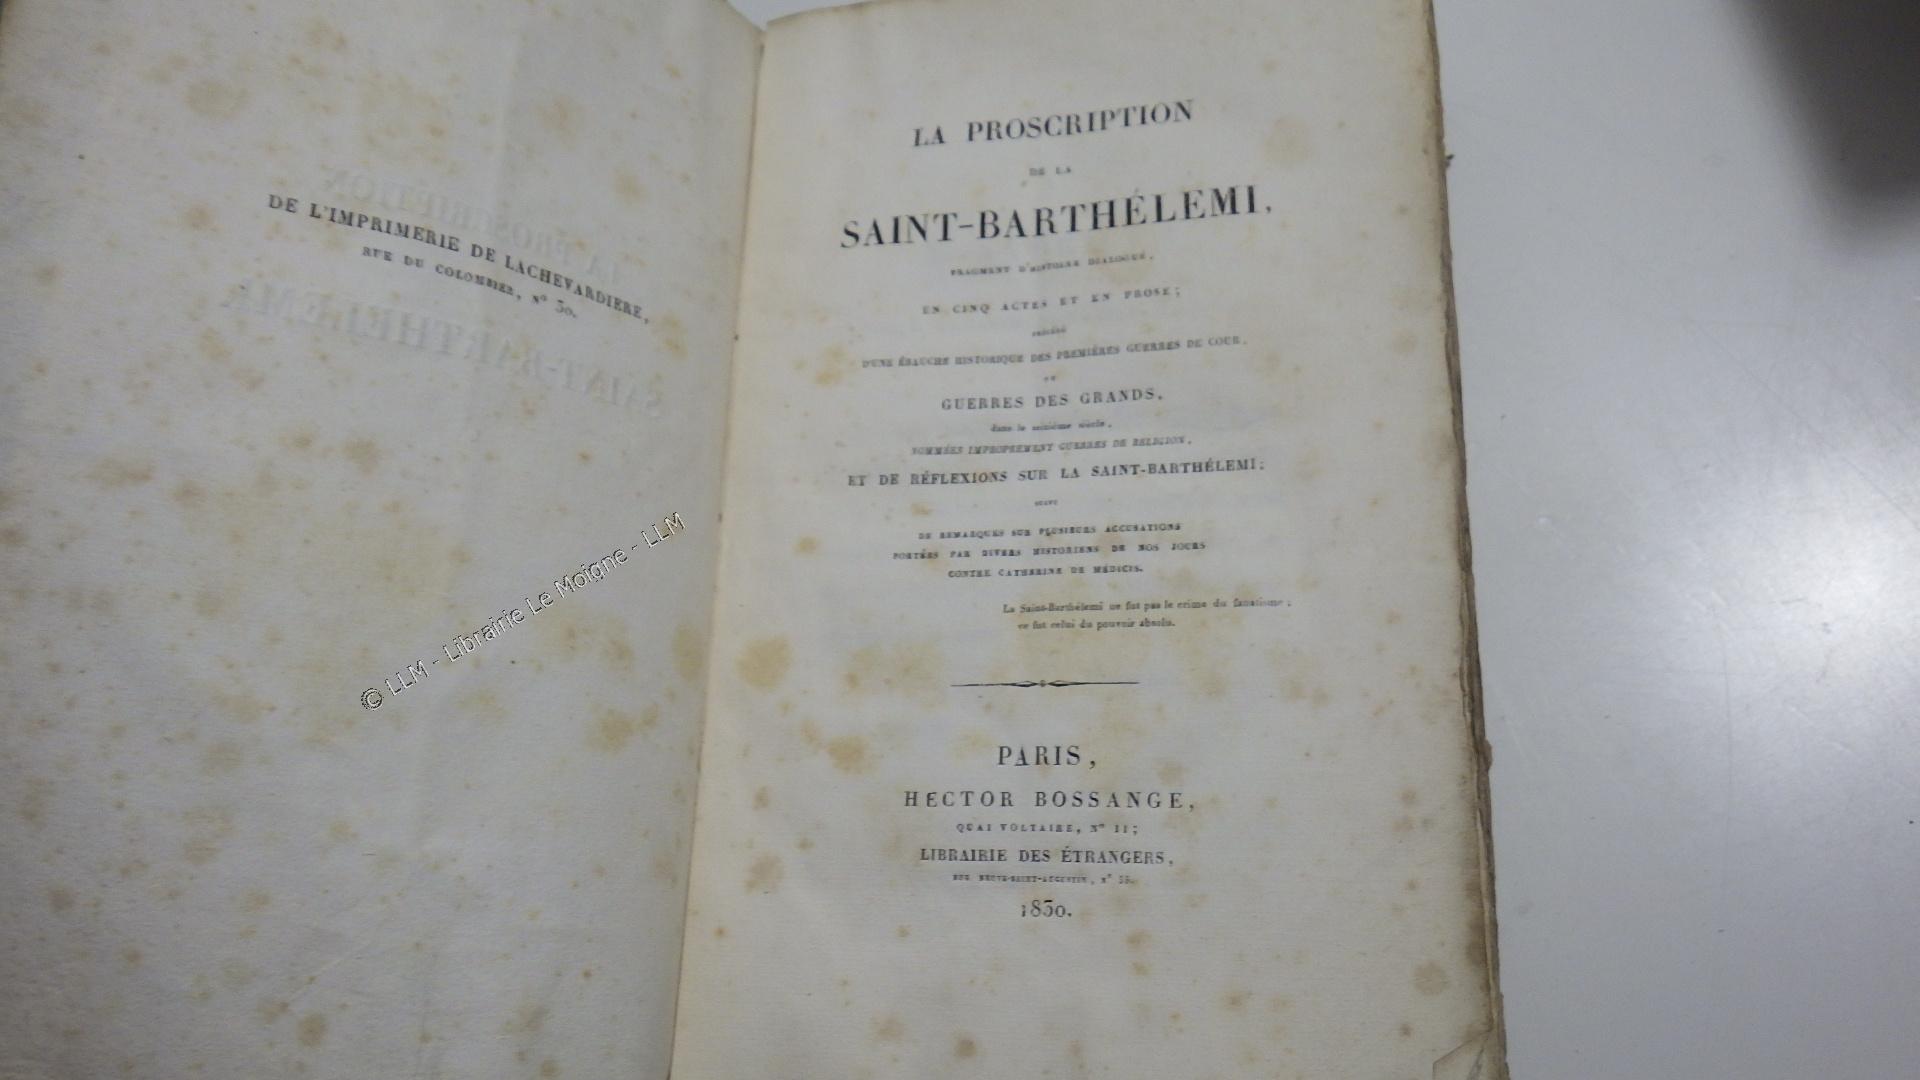 DE L'IMPRIMERIE DE LACHEVARDIERE,
RUE DU COLOMBIER, N° 30.
LA PROSCRIPTION
DE LA
SAINT-BARTHÉLEMI,
FRAGMENT D'HISTOIRE DIALOGUÉ,
EN CINQ ACTES ET EN PROSE;
PRÉCÉDÉ
D'UNE ÉBAUCHE HISTORIQUE DES PREMIÈRES GUERRES DE COUR,
OU
GUERRES DES GRANDS,
dans le seizième siècle,
NOMMÉES IMPROPREMENT GUERRES DE RELIGION,
ET DE RÉFLEXIONS SUR LA SAINT-BARTHÉLEMI;
SUIVI
DE REMARQUES SUR PLUSIEURS ACCUSATIONS
PORTÉES PAR DIVERS HISTORIENS DE NOS JOURS
CONTRE CATHERINE DE MÉDICIS.
La Saint-Barthélemi ne fut pas le crime du fanatisme;
ce fut celui du pouvoir absolu.
PARIS,
HECTOR BOSSANGE,
QUAI VOLTAIRE, N° 11;
LIBRAIRIE DES ÉTRANGERS,
RUE NEUVE-SAINT-AUGUSTIN, N° 55.
1830.
© LLM - Librairie Le Moigne - LLM